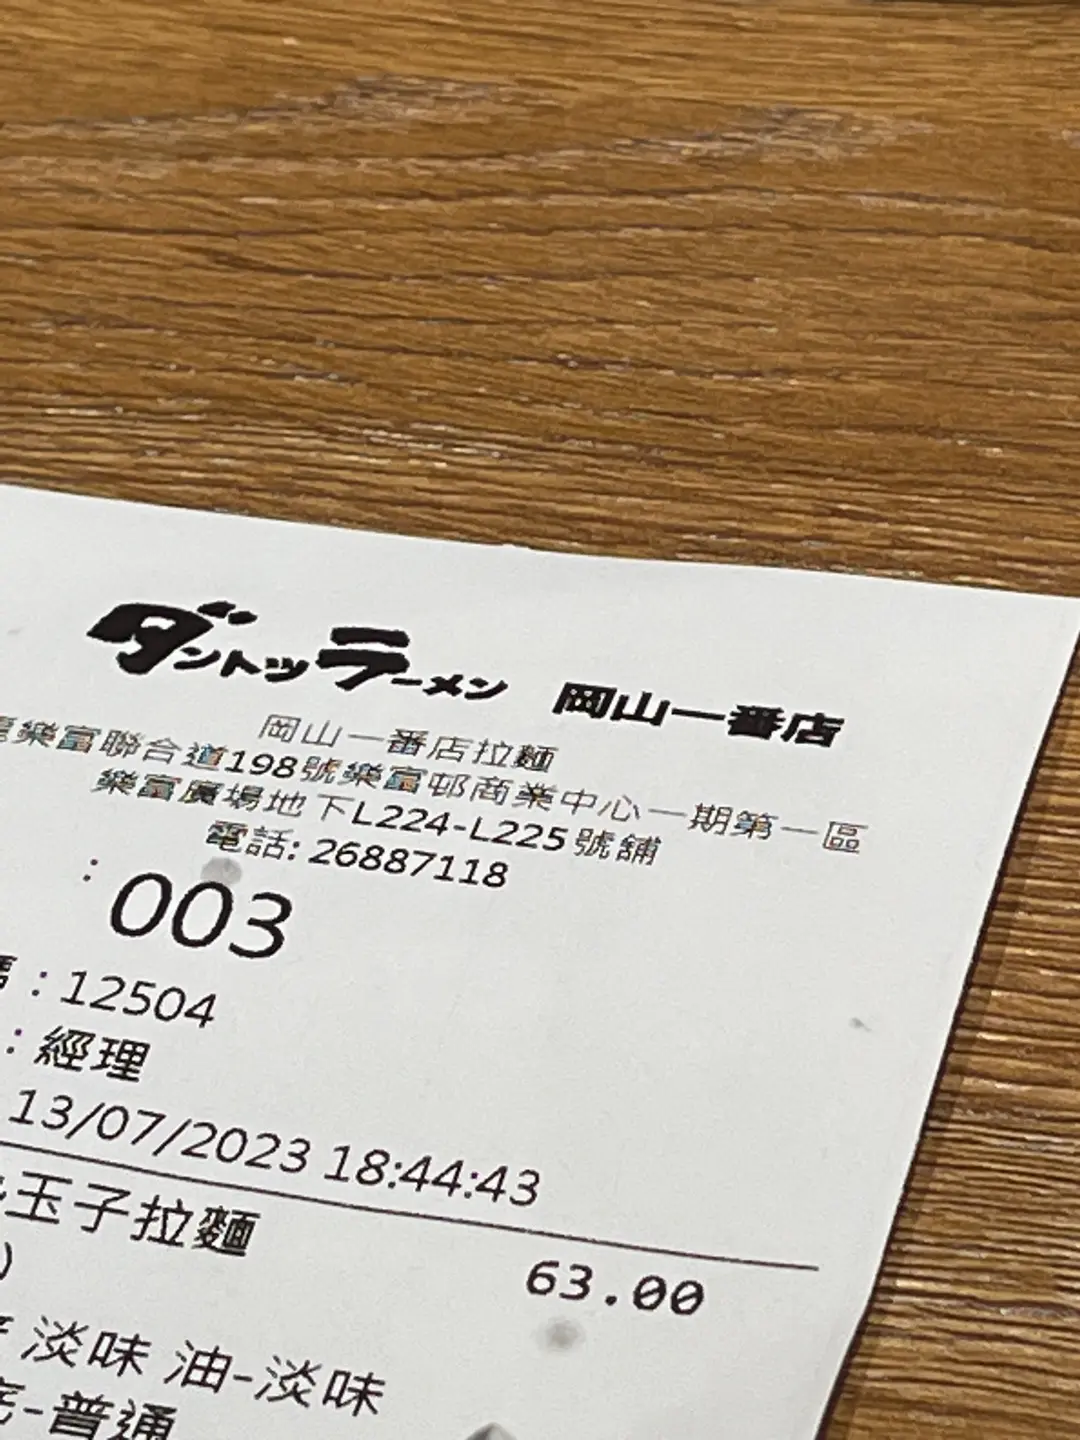 ダントツラーメン 岡山一番店
岡山一番店拉麵
樂富聯合道198號樂富邨商業中心一期第一區
樂富廣場地下L224-L225號舖
電話: 26887118
: 003
: 12504
: 經理
13/07/2023 18:44:43
玉子拉麵
63.00
)
淡味 油-淡味
底-普通